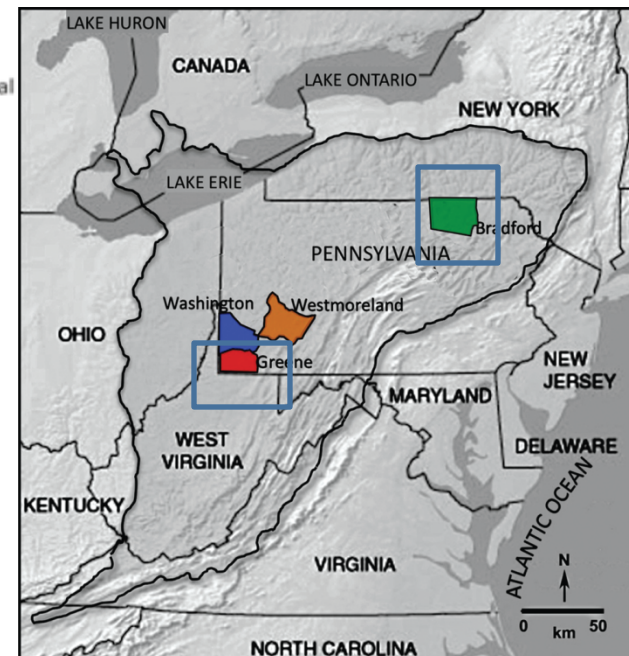 LAKE HURON
al
CANADA
LAKE ONTARIO
NEW YORK
LAKE ERIE
Bradford
PENNSYLVANIA
Washington
Westmoreland
OHIO
Greene
NEW
JERSEY
MARYLAND
WEST
VIRGINIA
DELAWARE
KENTUCKY
ATLANTIC OCEAN
VIRGINIA
N
0 50
km
NORTH CAROLINA